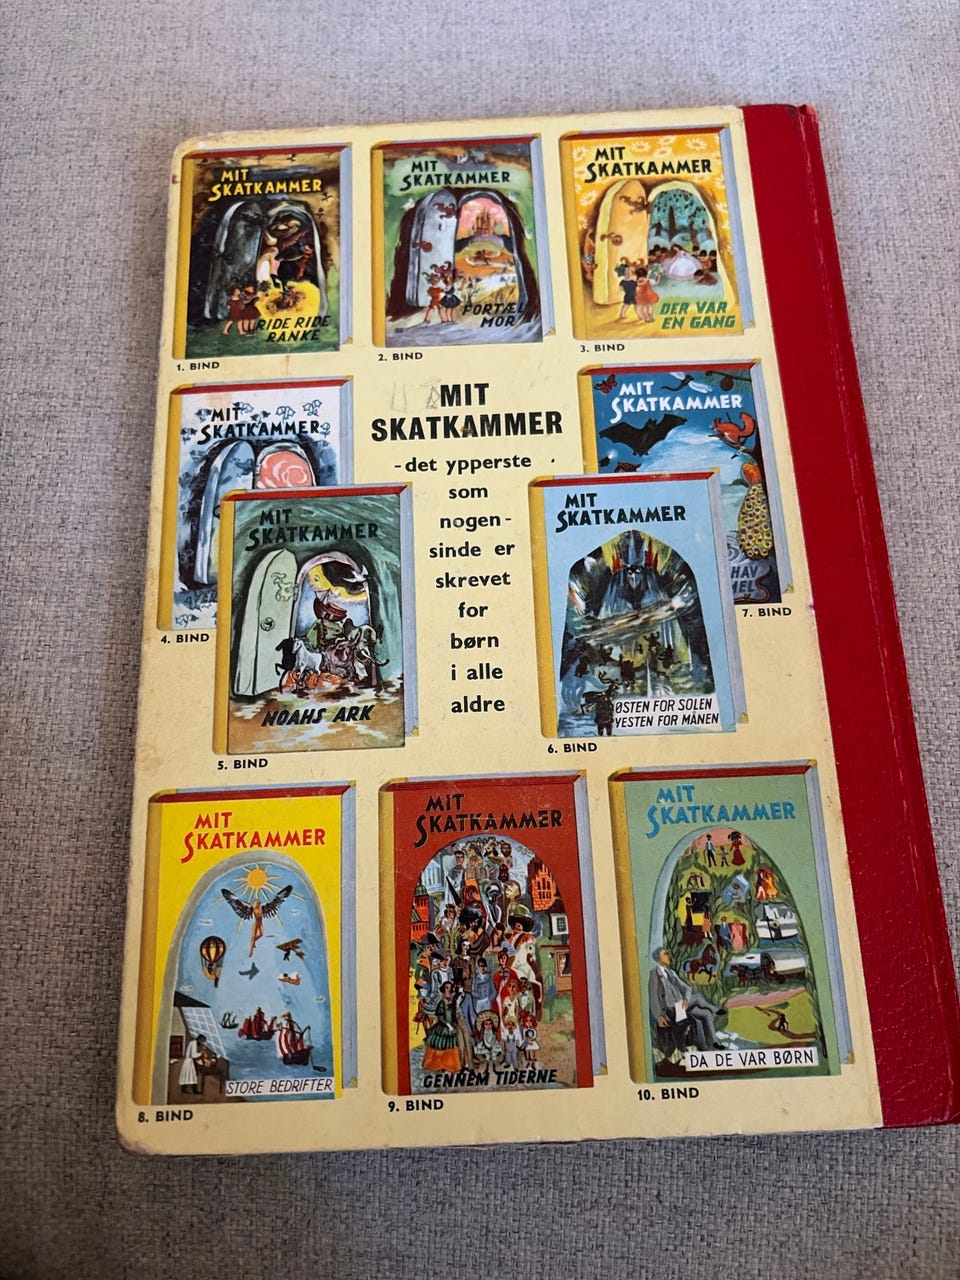 MIT
SKATKAMMER
RIDE RIDE
RANKE
1. BIND
MIT
SKATKAMMER
FORTÆL
MOR
2. BIND
MIT
SKATKAMMER
DER VAR
EN GANG
3. BIND
MIT
SKATKAMMER
4. BIND
MIT
SKATKAMMER
- det ypperste
som
nogen-
sinde er
skrevet
for
børn
i alle
aldre
MIT
SKATKAMMER
HAV
7. BIND
MIT
SKATKAMMER
NOAHS ARK
5. BIND
MIT
SKATKAMMER
ØSTEN FOR SOLEN
VESTEN FOR MÅNEN
6. BIND
MIT
SKATKAMMER
STORE BEDRIFTER
8. BIND
MIT
SKATKAMMER
GENNEM TIDERNE
9. BIND
MIT
SKATKAMMER
DA DE VAR BØRN
10. BIND